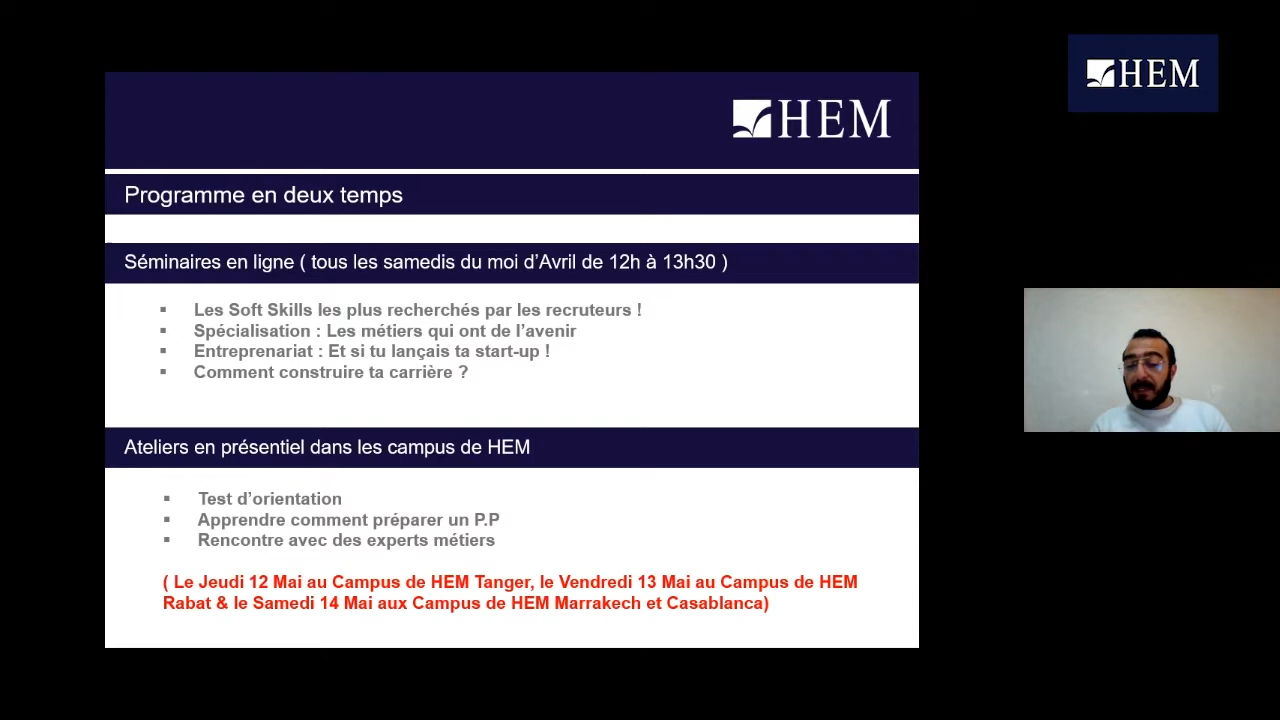 HEM
HEM
Programme en deux temps
Séminaires en ligne ( tous les samedis du moi d’Avril de 12h à 13h30 )
▪ Les Soft Skills les plus recherchés par les recruteurs !
▪ Spécialisation : Les métiers qui ont de l’avenir
▪ Entreprenariat : Et si tu lançais ta start-up !
▪ Comment construire ta carrière ?
Ateliers en présentiel dans les campus de HEM
▪ Test d’orientation
▪ Apprendre comment préparer un P.P
▪ Rencontre avec des experts métiers
( Le Jeudi 12 Mai au Campus de HEM Tanger, le Vendredi 13 Mai au Campus de HEM
Rabat & le Samedi 14 Mai aux Campus de HEM Marrakech et Casablanca)